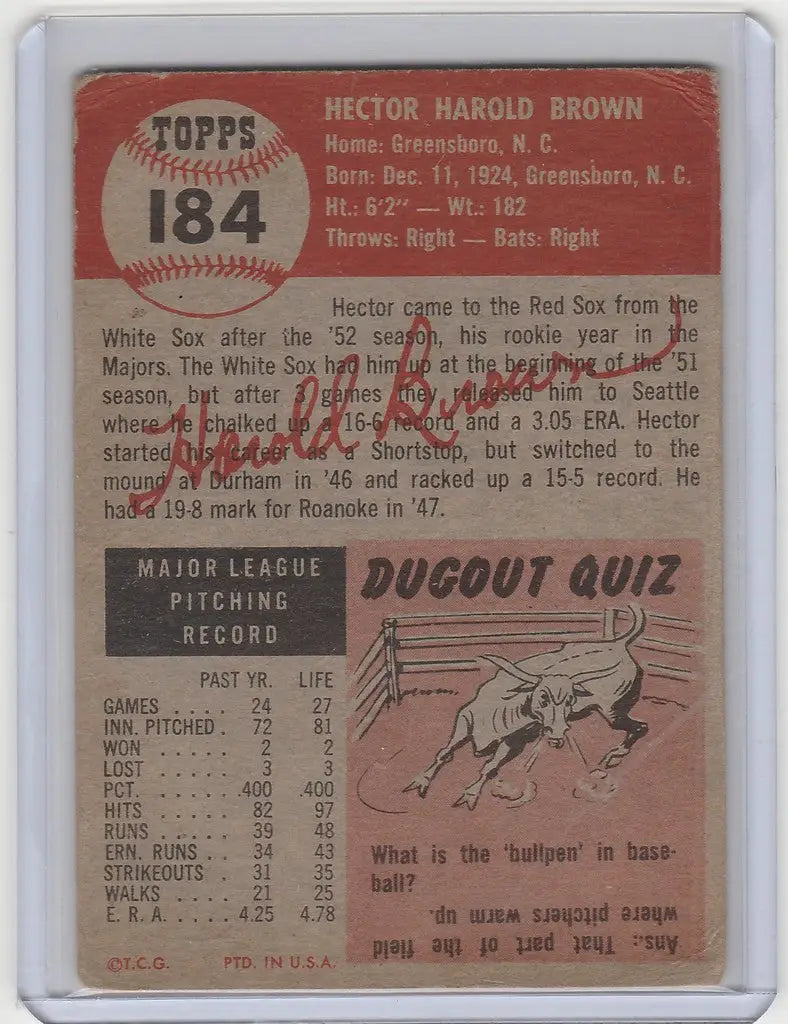 TOPPS
184
HECTOR HAROLD BROWN
Home: Greensboro, N. C.
Born: Dec. 11, 1924, Greensboro, N. C.
Ht.: 6'2" — Wt.: 182
Throws: Right — Bats: Right
Hector came to the Red Sox from the
White Sox after the '52 season, his rookie year in the
Majors. The White Sox had him up at the beginning of the '51
season, but after 3 games they released him to Seattle
where he chalked up a 16-6 record and a 3.05 ERA. Hector
started his career as a Shortstop, but switched to the
mound at Durham in '46 and racked up a 15-5 record. He
had a 19-8 mark for Roanoke in '47.
Harold Brown
MAJOR LEAGUE
PITCHING
RECORD
PAST YR. LIFE
GAMES . . . . 24 27
INN. PITCHED . 72 81
WON . . . . . 2 2
LOST . . . . . 3 3
PCT. . . . . . .400 .400
HITS . . . . . 82 97
RUNS . . . . . 39 48
ERN. RUNS . . 34 43
STRIKEOUTS . 31 35
WALKS . . . . 21 25
E. R. A. . . . . 4.25 4.78
©T.C.G. PTD. IN U.S.A.
DUGOUT QUIZ
What is the 'bullpen' in base-
ball?
Ans.: That part of the field
where pitchers warm up.